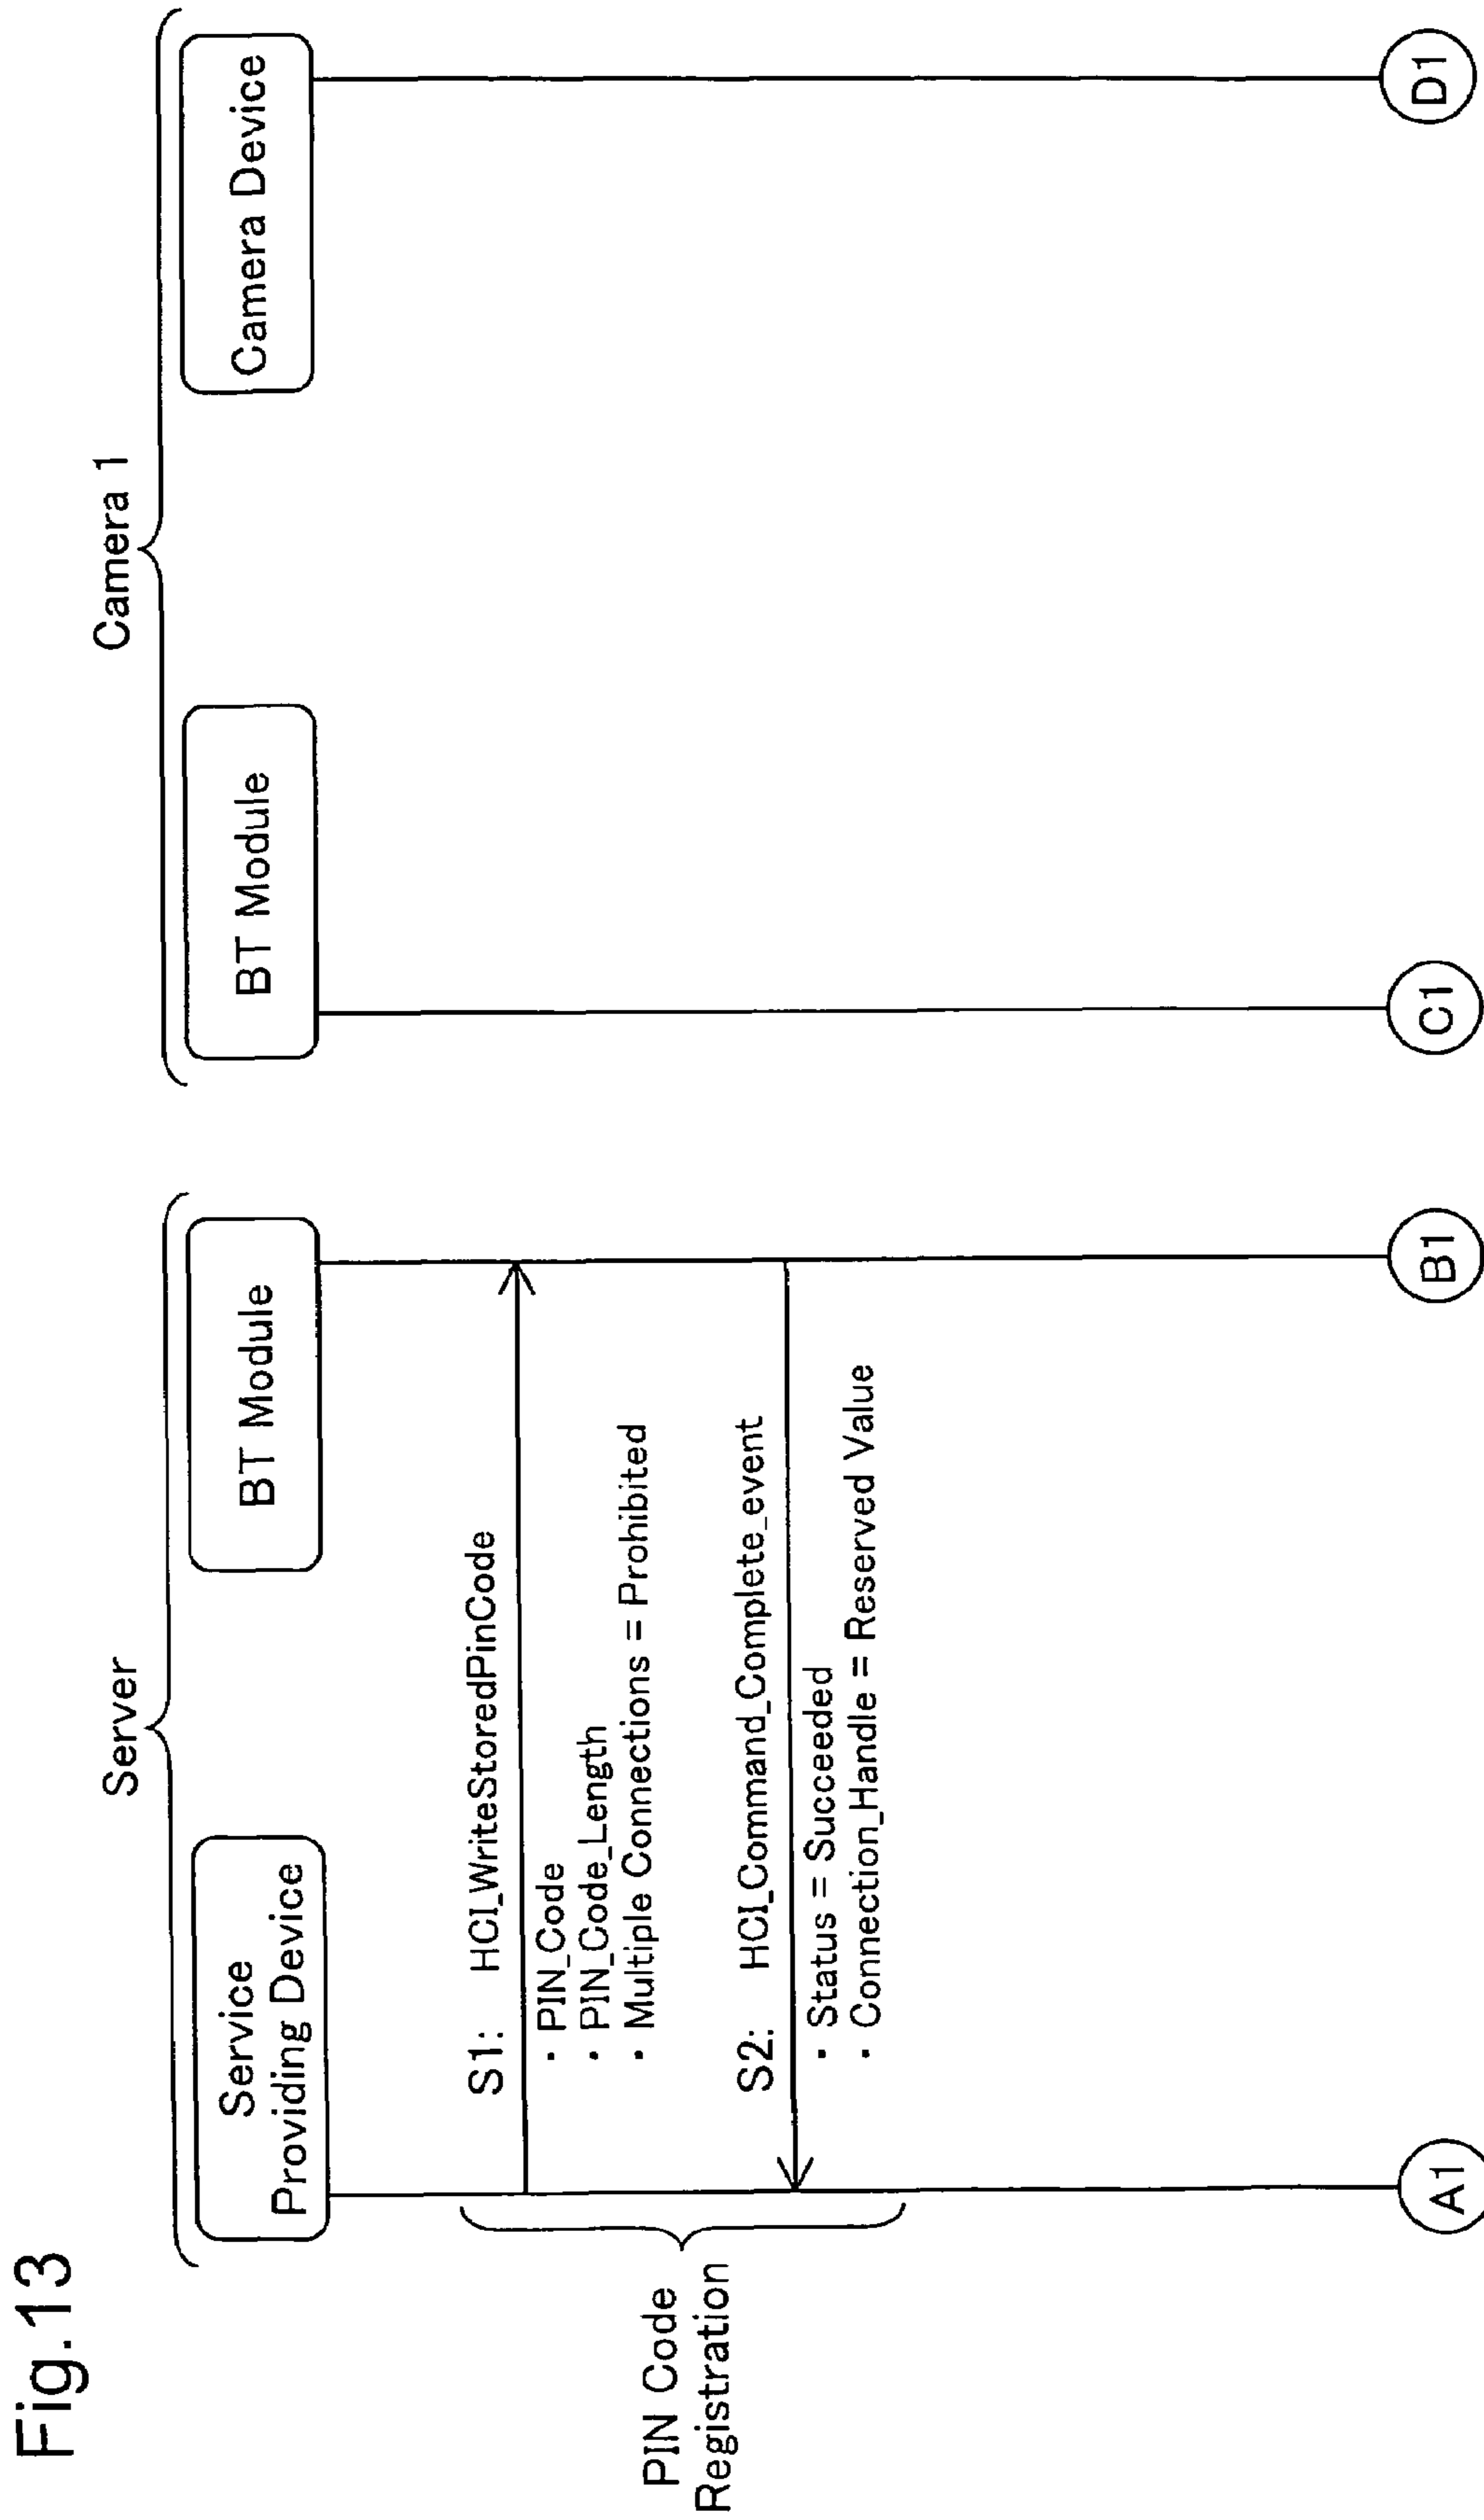 Fig.13
Server
Camera 1
Service
Providing Device
BT Module
BT Module
Camera Device
PIN Code
Registration
S1: HCI_WriteStoredPinCode
・ PIN_Code
・ PIN_Code_Length
・ Multiple Connections = Prohibited
S2: HCI_Command_Complete_event
・ Status = Succeeded
・ Connection_Handle = Reserved Value
A1
B1
C1
D1